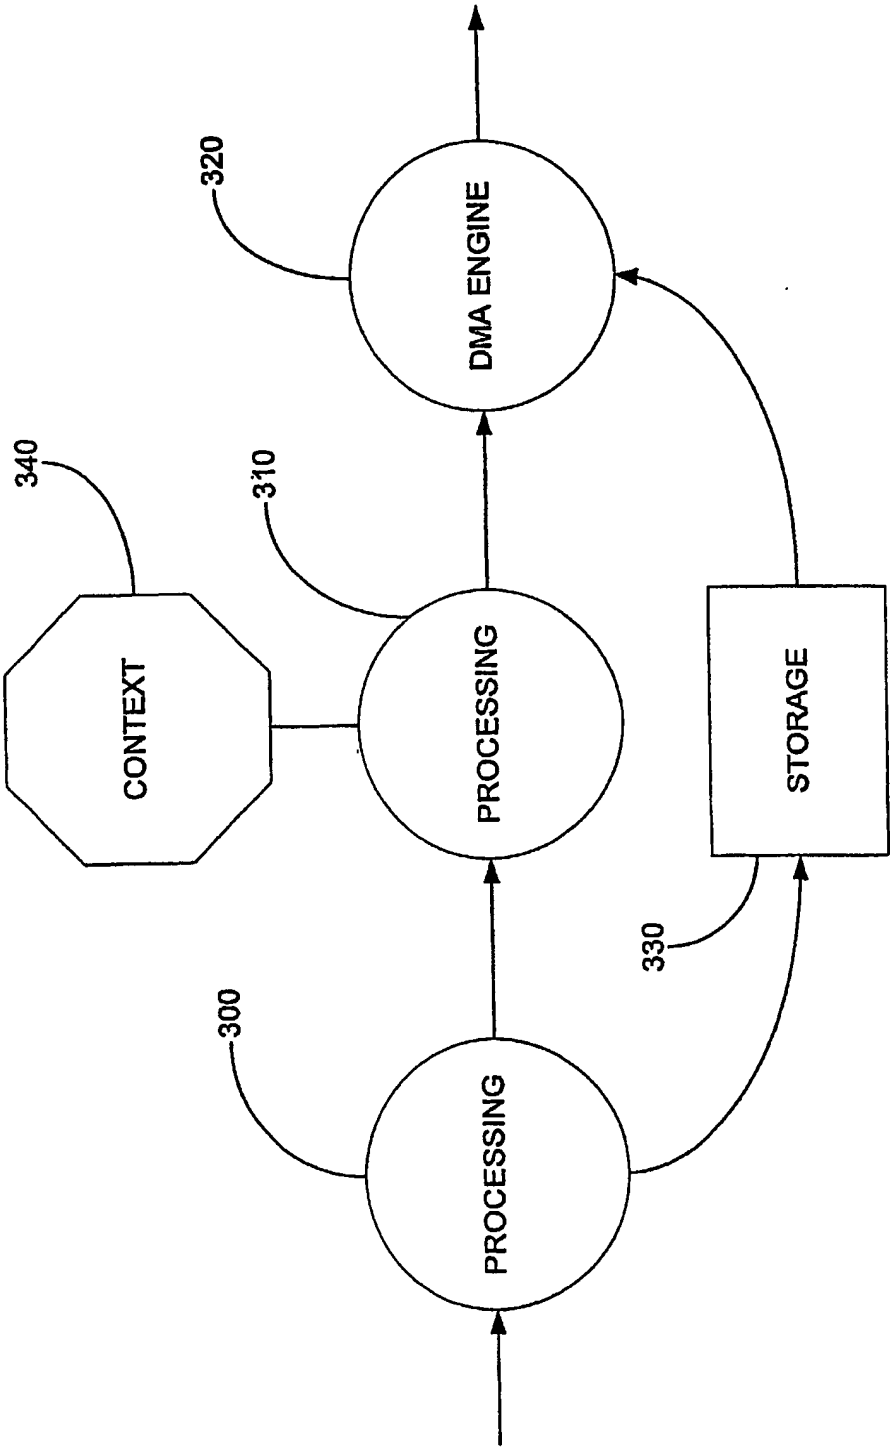 340
CONTEXT
320
310
300
PROCESSING
PROCESSING
DMA ENGINE
330
STORAGE